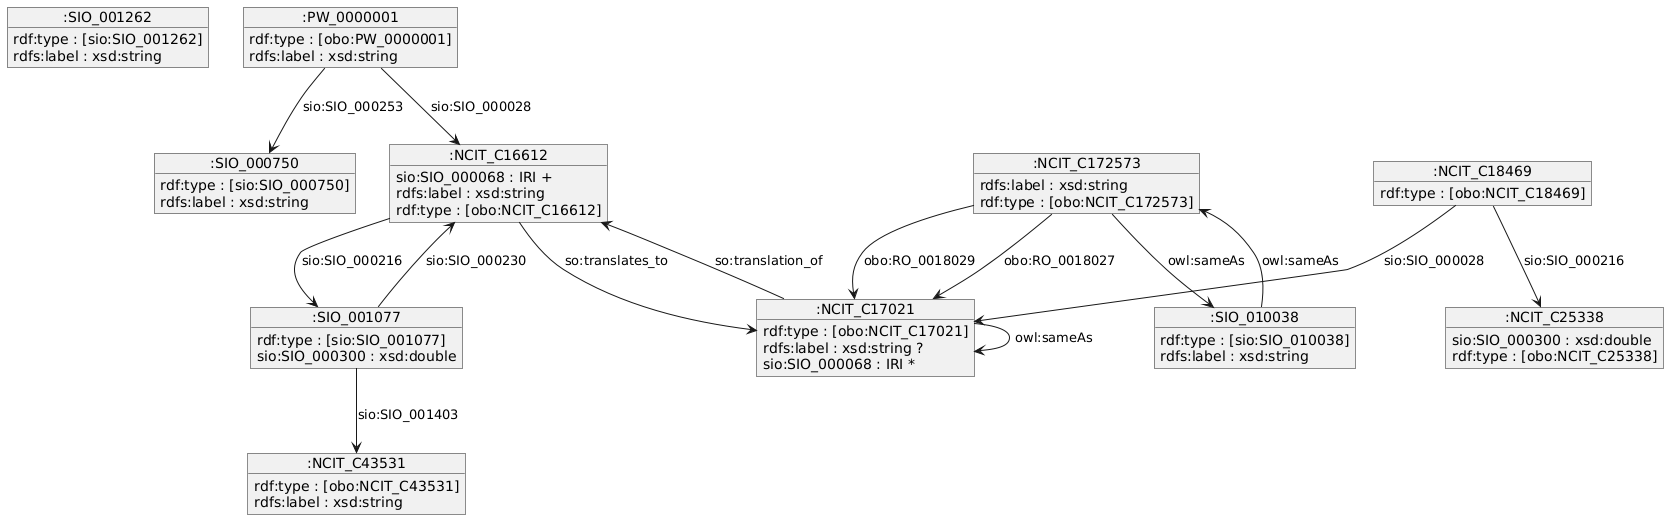 :SIO_001262
rdf:type : [sio:SIO_001262]
rdfs:label : xsd:string
:PW_0000001
rdf:type : [obo:PW_0000001]
rdfs:label : xsd:string
sio:SIO_000253
sio:SIO_000028
:SIO_000750
rdf:type : [sio:SIO_000750]
rdfs:label : xsd:string
:NCIT_C16612
sio:SIO_000068 : IRI +
rdfs:label : xsd:string
rdf:type : [obo:NCIT_C16612]
:NCIT_C172573
rdfs:label : xsd:string
rdf:type : [obo:NCIT_C172573]
:NCIT_C18469
rdf:type : [obo:NCIT_C18469]
sio:SIO_000216
sio:SIO_000230
so:translates_to
so:translation_of
obo:RO_0018029
obo:RO_0018027
owl:sameAs
owl:sameAs
sio:SIO_000028
sio:SIO_000216
:SIO_001077
rdf:type : [sio:SIO_001077]
sio:SIO_000300 : xsd:double
:NCIT_C17021
rdf:type : [obo:NCIT_C17021]
rdfs:label : xsd:string ?
sio:SIO_000068 : IRI *
owl:sameAs
:SIO_010038
rdf:type : [sio:SIO_010038]
rdfs:label : xsd:string
:NCIT_C25338
sio:SIO_000300 : xsd:double
rdf:type : [obo:NCIT_C25338]
sio:SIO_001403
:NCIT_C43531
rdf:type : [obo:NCIT_C43531]
rdfs:label : xsd:string